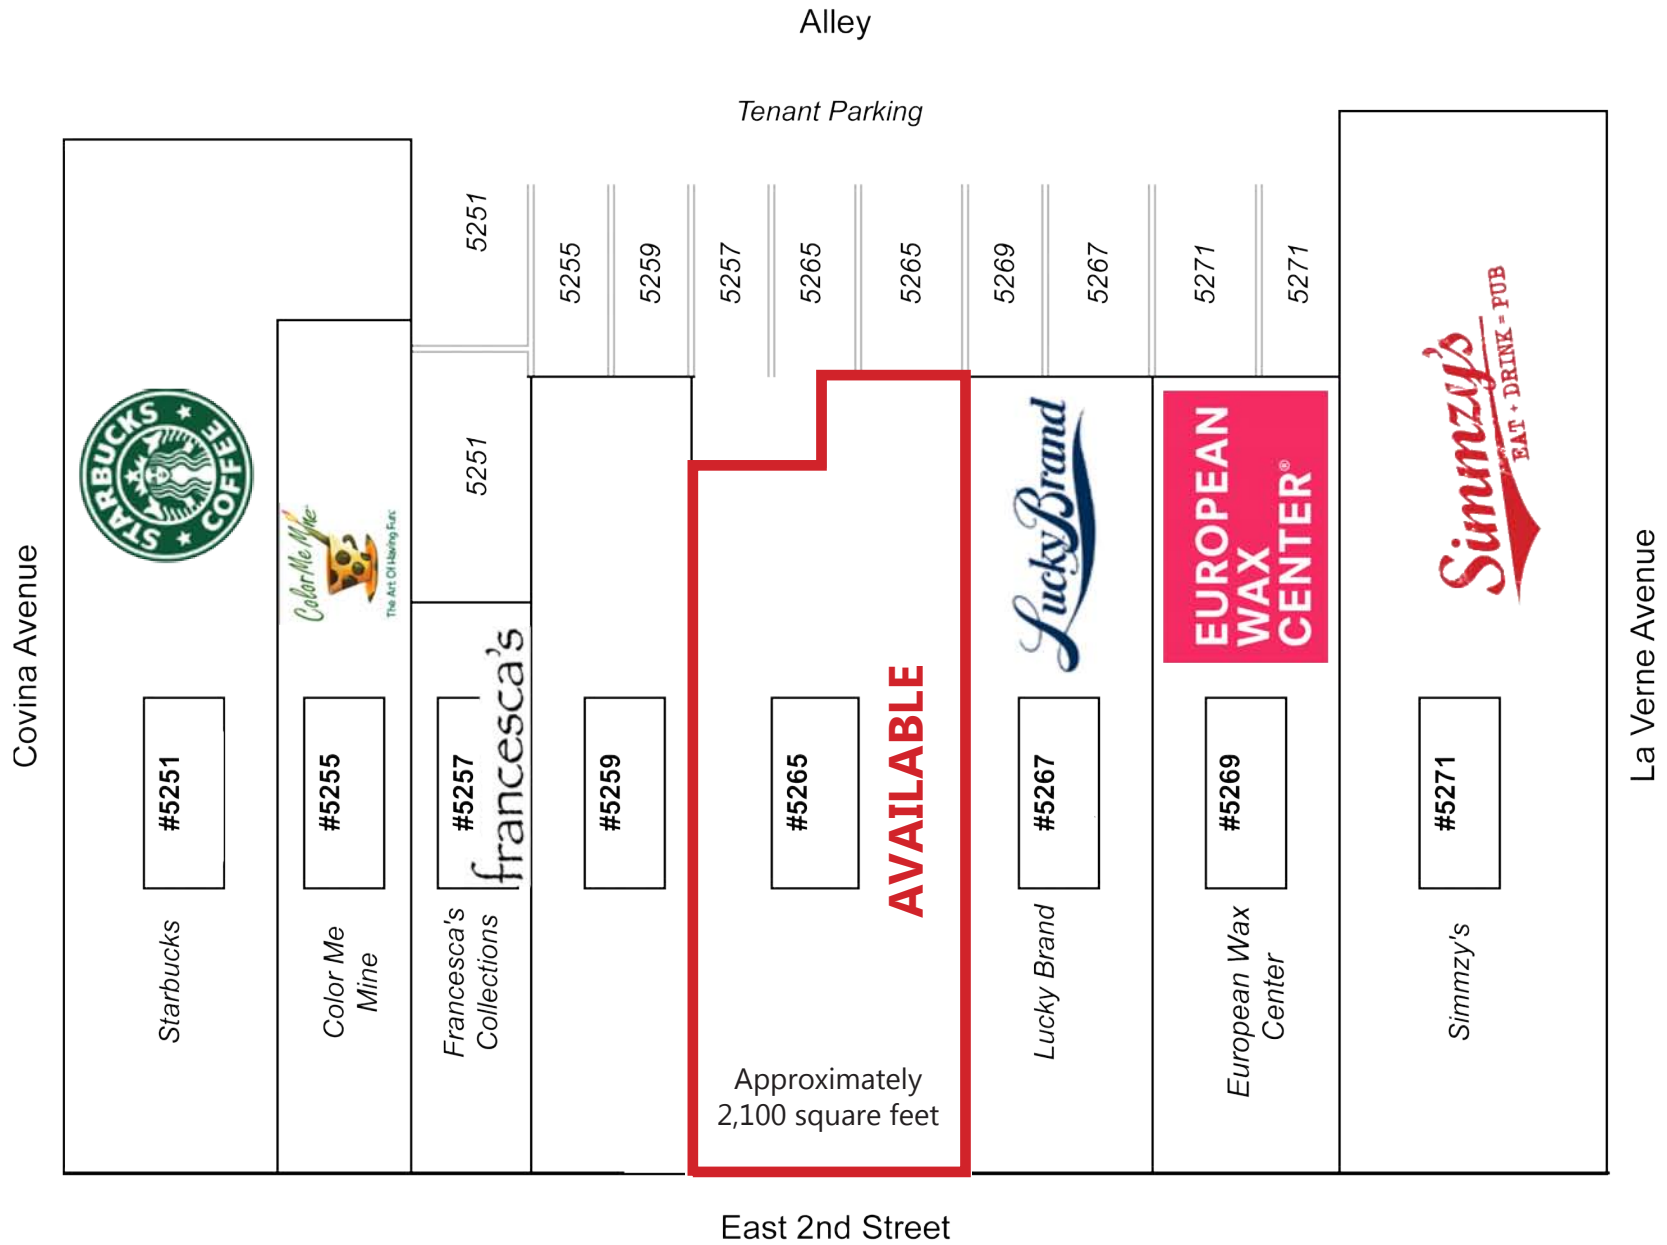 Alley
Tenant Parking
5251
5255
5259
5257
5265
5265
5269
5267
5271
5271
5251
STARBUCKS COFFEE
Color Me Mine
The Art Of Having Fun
francesca's
Lucky Brand
EUROPEAN
WAX
CENTER®
Simmzy's
EAT + DRINK = PUB
Covina Avenue
La Verne Avenue
#5251
#5255
#5257
#5259
#5265
AVAILABLE
#5267
#5269
#5271
Starbucks
Color Me
Mine
Francesca's
Collections
Lucky Brand
European Wax
Center
Simmzy's
Approximately
2,100 square feet
East 2nd Street